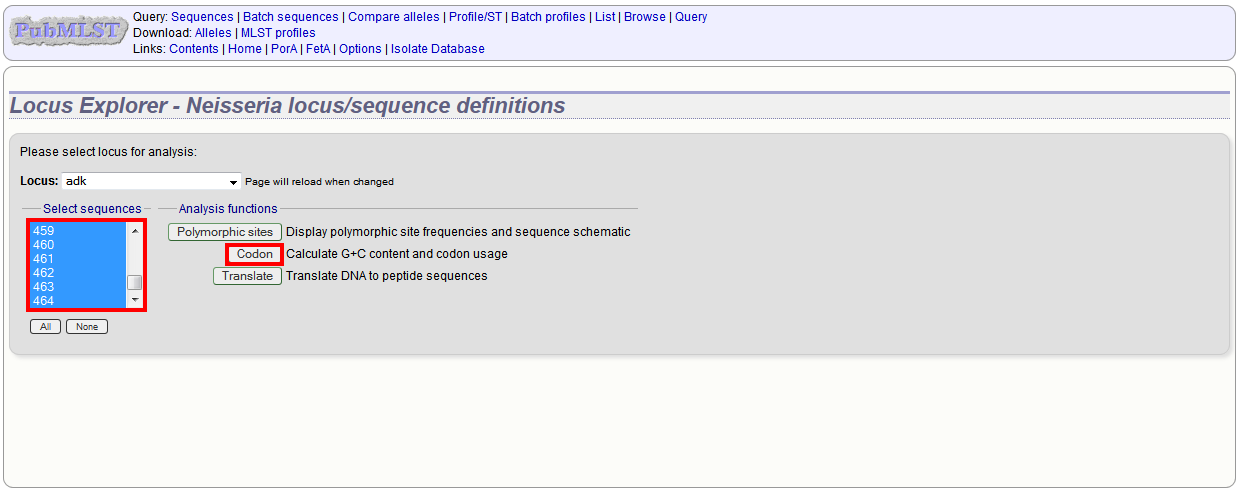 PubMLST
Query: Sequences | Batch sequences | Compare alleles | Profile/ST | Batch profiles | List | Browse | Query
Download: Alleles | MLST profiles
Links: Contents | Home | PorA | FetA | Options | Isolate Database
Locus Explorer - Neisseria locus/sequence definitions
Please select locus for analysis:
Locus: adk Page will reload when changed
Select sequences
459
460
461
462
463
464
All None
Analysis functions
Polymorphic sites Display polymorphic site frequencies and sequence schematic
Codon Calculate G+C content and codon usage
Translate Translate DNA to peptide sequences